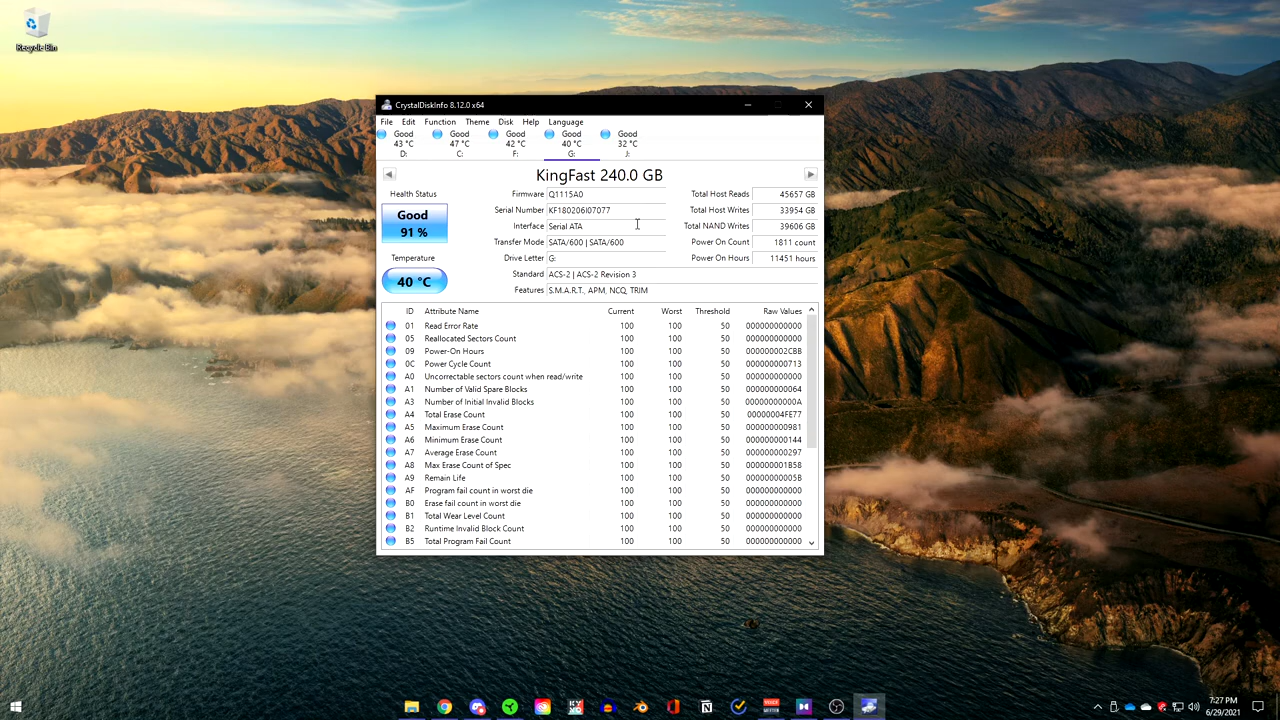 Recycle Bin
CrystalDiskInfo 8.12.0 x64
File Edit Function Theme Disk Help Language
Good Good Good Good Good
43 °C 47 °C 42 °C 40 °C 32 °C
D: C: F: G: J:
KingFast 240.0 GB
Health Status
Good
91 %
Temperature
40 °C
Firmware Q1115A0
Serial Number KF180206I07077
Interface Serial ATA
Transfer Mode SATA/600 | SATA/600
Drive Letter G:
Standard ACS-2 | ACS-2 Revision 3
Features S.M.A.R.T., APM, NCQ, TRIM
Total Host Reads 45657 GB
Total Host Writes 33954 GB
Total NAND Writes 39606 GB
Power On Count 1811 count
Power On Hours 11451 hours
ID Attribute Name Current Worst Threshold Raw Values
01 Read Error Rate 100 100 50 000000000000
05 Reallocated Sectors Count 100 100 50 000000000000
09 Power-On Hours 100 100 50 000000002CBB
0C Power Cycle Count 100 100 50 000000000713
A0 Uncorrectable sectors count when read/write 100 100 50 000000000000
A1 Number of Valid Spare Blocks 100 100 50 000000000064
A3 Number of Initial Invalid Blocks 100 100 50 00000000000A
A4 Total Erase Count 100 100 50 00000004FE77
A5 Maximum Erase Count 100 100 50 000000000981
A6 Minimum Erase Count 100 100 50 000000000144
A7 Average Erase Count 100 100 50 000000000297
A8 Max Erase Count of Spec 100 100 50 000000001B58
A9 Remain Life 100 100 50 00000000005B
AF Program fail count in worst die 100 100 50 000000000000
B0 Erase fail count in worst die 100 100 50 000000000000
B1 Total Wear Level Count 100 100 50 000000000000
B2 Runtime Invalid Block Count 100 100 50 000000000000
B5 Total Program Fail Count 100 100 50 000000000000
7:27 PM
6/29/2021